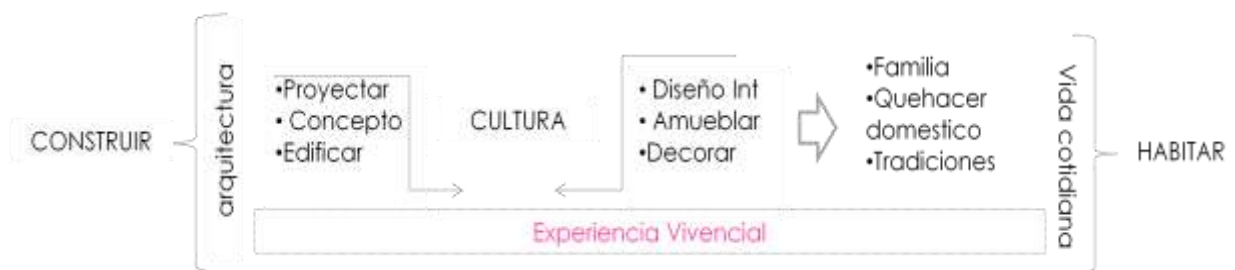 CONSTRUIR
arquitectura
•Proyectar
• Concepto
•Edificar
CULTURA
• Diseño Int
• Amueblar
•Decorar
•Familia
•Quehacer
domestico
•Tradiciones
Vida cotidiana
HABITAR
Experiencia Vivencial